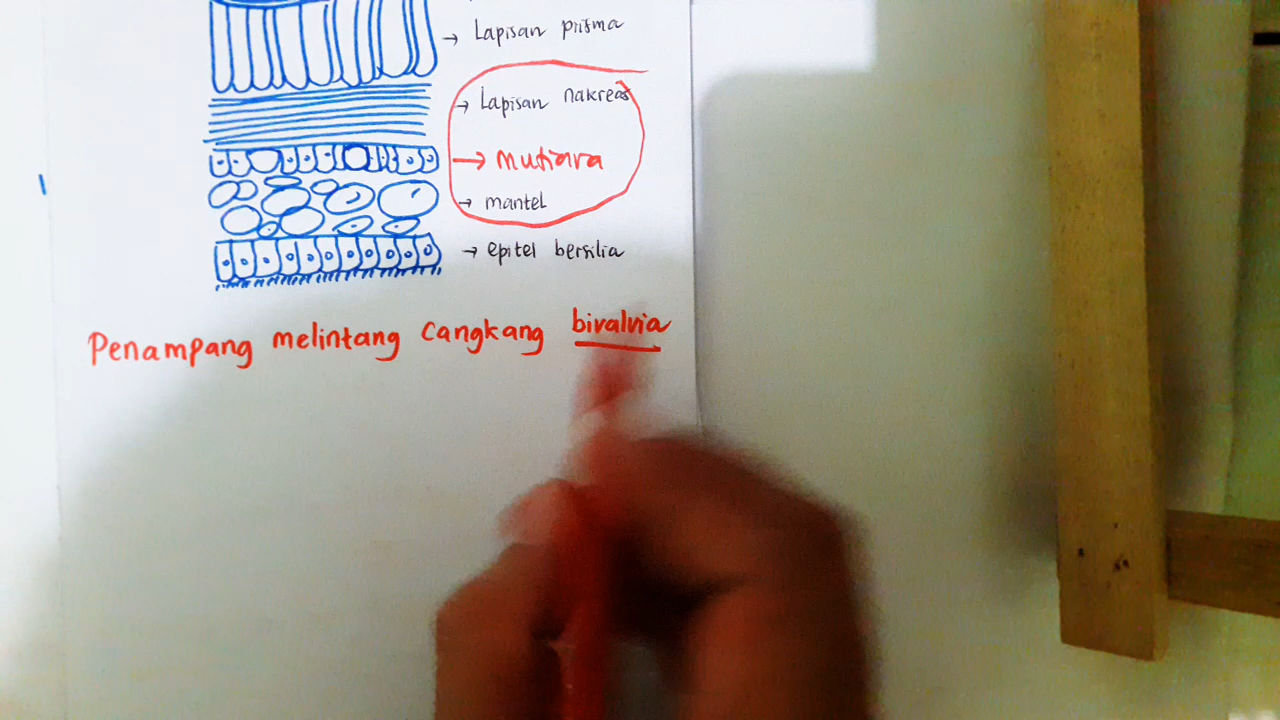 → Lapisan prisma
→ Lapisan nakreas
→ mutiara
→ mantel
→ epitel bersilia
Penampang melintang cangkang bivalvia